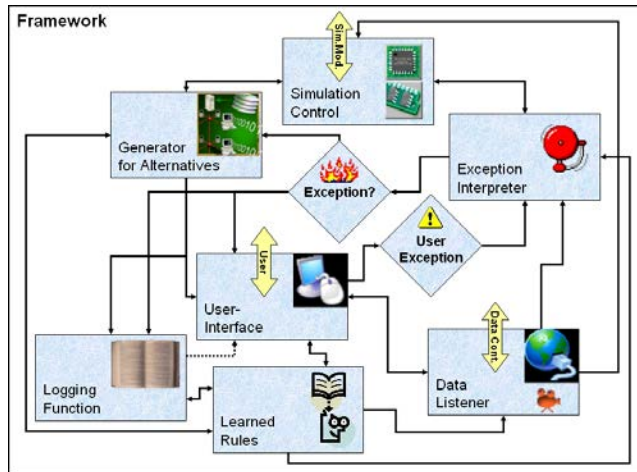 Framework
Sim.Mod.
Simulation
Control
Generator
for Alternatives
Exception
Interpreter
Exception?
User
Exception
User
User-
Interface
Data Cont.
Data
Listener
Logging
Function
Learned
Rules